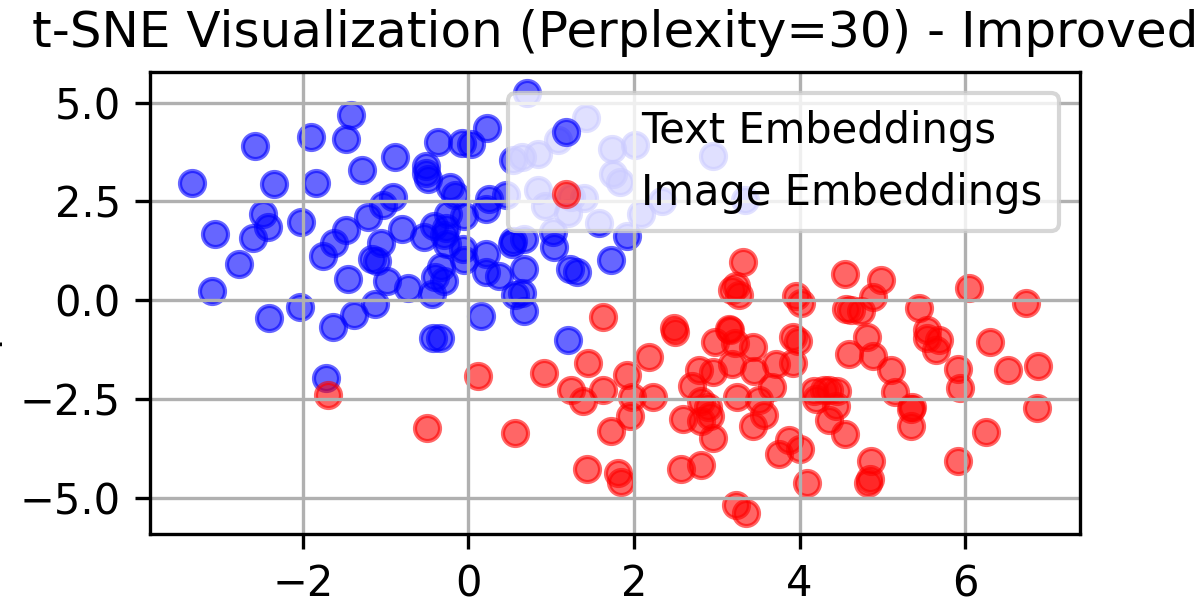 t-SNE Visualization (Perplexity=30) - Improved
5.0
2.5
0.0
−2.5
−5.0
Text Embeddings
Image Embeddings
−2 0 2 4 6